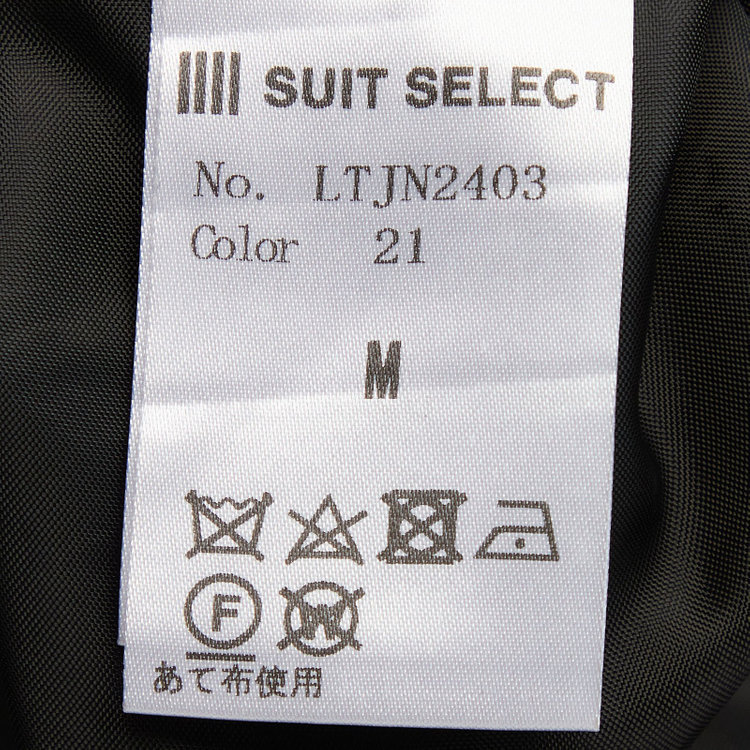 SUIT SELECT
No. LTJN2403
Color 21
M
F W
あて布使用